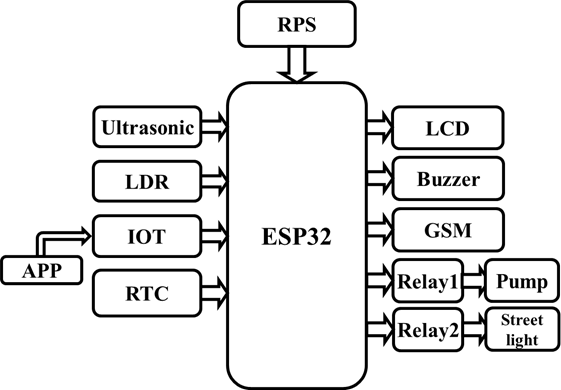 RPS
Ultrasonic
LDR
IOT
APP
RTC
ESP32
LCD
Buzzer
GSM
Relay1
Pump
Relay2
Street
light